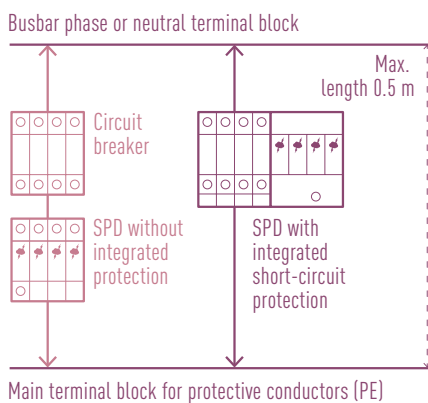 Busbar phase or neutral terminal block
Max.
length 0.5 m
Circuit
breaker
SPD without
integrated
protection
SPD with
integrated
short-circuit
protection
Main terminal block for protective conductors (PE)